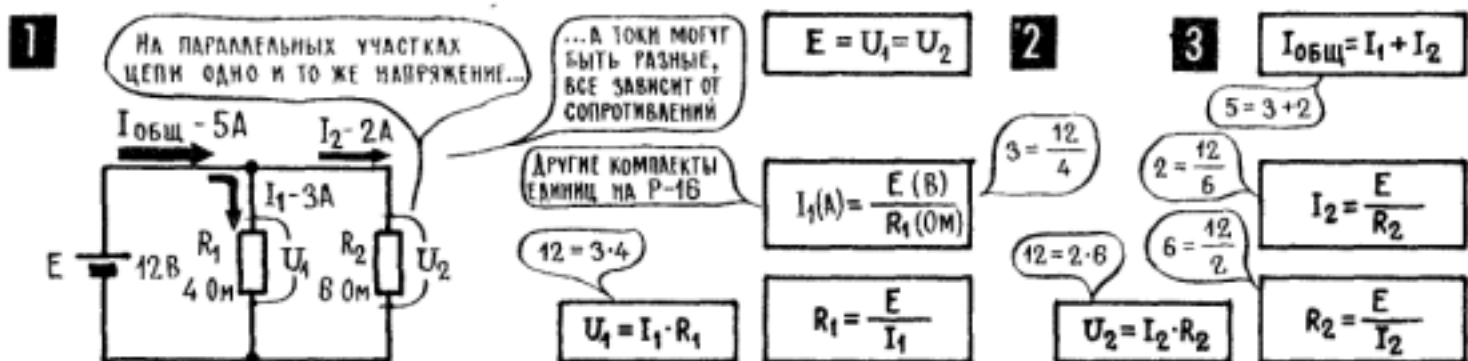 1
НА ПАРАЛЛЕЛЬНЫХ УЧАСТКАХ
ЦЕПИ ОДНО И ТО ЖЕ НАПРЯЖЕНИЕ...
...А ТОКИ МОГУТ
БЫТЬ РАЗНЫЕ,
ВСЕ ЗАВИСИТ ОТ
СОПРОТИВЛЕНИЙ
Iобщ - 5А
I₂ - 2А
I₁ - 3А
E
12В
R₁
4 Ом
U₁
R₂
6 Ом
U₂
ДРУГИЕ КОМПЛЕКТЫ
ЕДИНИЦ НА Р-16
12 = 3·4
U₁ = I₁·R₁
E = U₁ = U₂
I₁(А) = E (В) / R₁(Ом)
R₁ = E / I₁
2
3 = 12 / 4
12 = 2·6
U₂ = I₂·R₂
3
Iобщ = I₁ + I₂
5 = 3 + 2
2 = 12 / 6
I₂ = E / R₂
6 = 12 / 2
R₂ = E / I₂